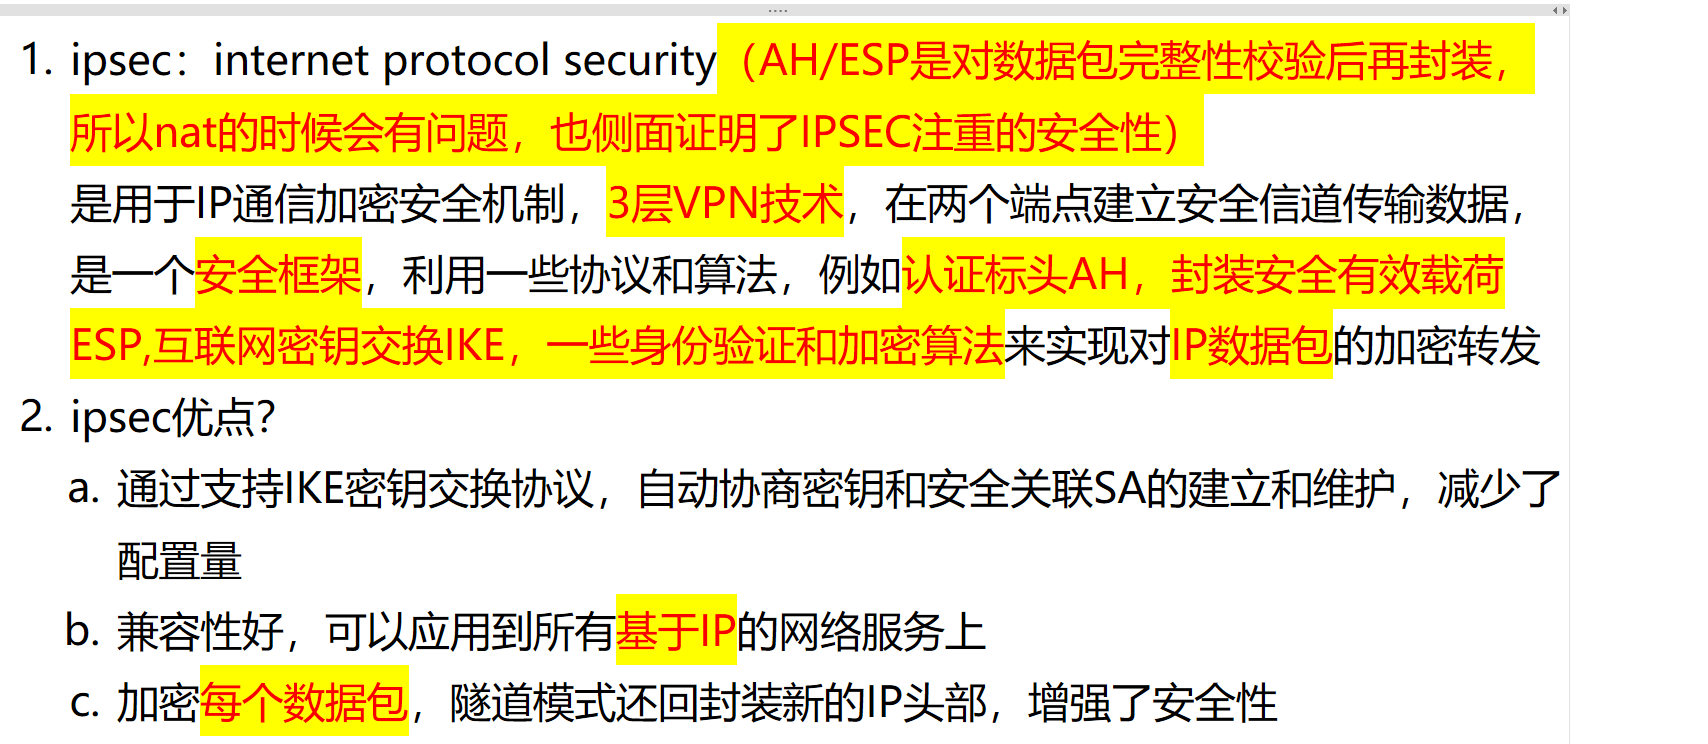 1. ipsec：internet protocol security（AH/ESP是对数据包完整性校验后再封装，
所以nat的时候会有问题，也侧面证明了IPSEC注重的安全性）
是用于IP通信加密安全机制，3层VPN技术，在两个端点建立安全信道传输数据，
是一个安全框架，利用一些协议和算法，例如认证标头AH，封装安全有效载荷
ESP,互联网密钥交换IKE，一些身份验证和加密算法来实现对IP数据包的加密转发
2. ipsec优点?
a. 通过支持IKE密钥交换协议，自动协商密钥和安全关联SA的建立和维护，减少了
配置量
b. 兼容性好，可以应用到所有基于IP的网络服务上
c. 加密每个数据包，隧道模式还回封装新的IP头部，增强了安全性